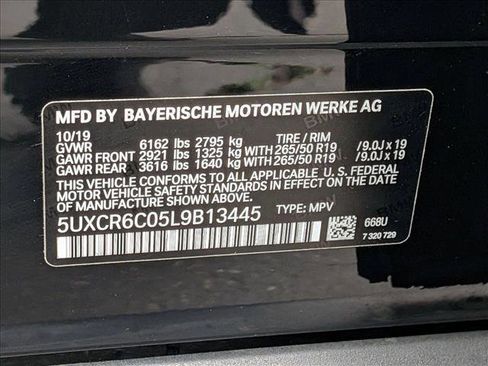 MFD BY BAYERISCHE MOTOREN WERKE AG
10/19
GVWR 6162 lbs 2795 kg TIRE / RIM
GAWR FRONT 2921 lbs 1325 kg WITH 265/50 R19 /9.0J x 19
GAWR REAR 3616 lbs 1640 kg WITH 265/50 R19 /9.0J x 19
THIS VEHICLE CONFORMS TO ALL APPLICABLE U. S. FEDERAL
MOTOR VEHICLE SAFETY STANDARDS IN EFFECT ON THE DATE
OF MANUFACTURE SHOWN ABOVE.
5UXCR6C05L9B13445 TYPE: MPV
668U
7 320 729